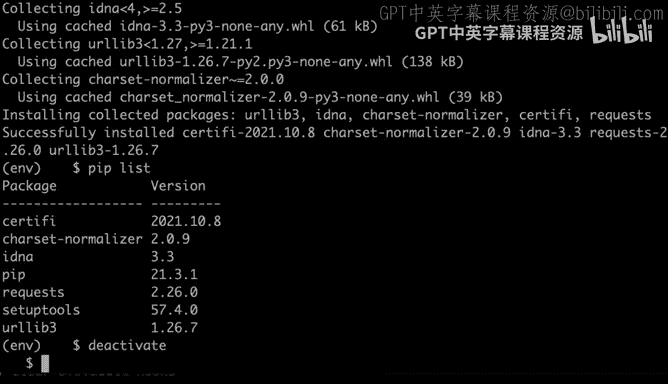 Collecting idna<4,>=2.5
GPT中英字幕课程资源@bilibili.com
Using cached idna-3.3-py3-none-any.whl (61 kB)
GPT中英字幕课程资源 bilibili
Collecting urllib3<1.27,>=1.21.1
Using cached urllib3-1.26.7-py2.py3-none-any.whl (138 kB)
Collecting charset-normalizer~=2.0.0
Using cached charset_normalizer-2.0.9-py3-none-any.whl (39 kB)
Installing collected packages: urllib3, idna, charset-normalizer, certifi, requests
Successfully installed certifi-2021.10.8 charset-normalizer-2.0.9 idna-3.3 requests-2
.26.0 urllib3-1.26.7
(env) $ pip list
Package Version
------------------ ---------
certifi 2021.10.8
charset-normalizer 2.0.9
idna 3.3
pip 21.3.1
requests 2.26.0
setuptools 57.4.0
urllib3 1.26.7
(env) $ deactivate
$